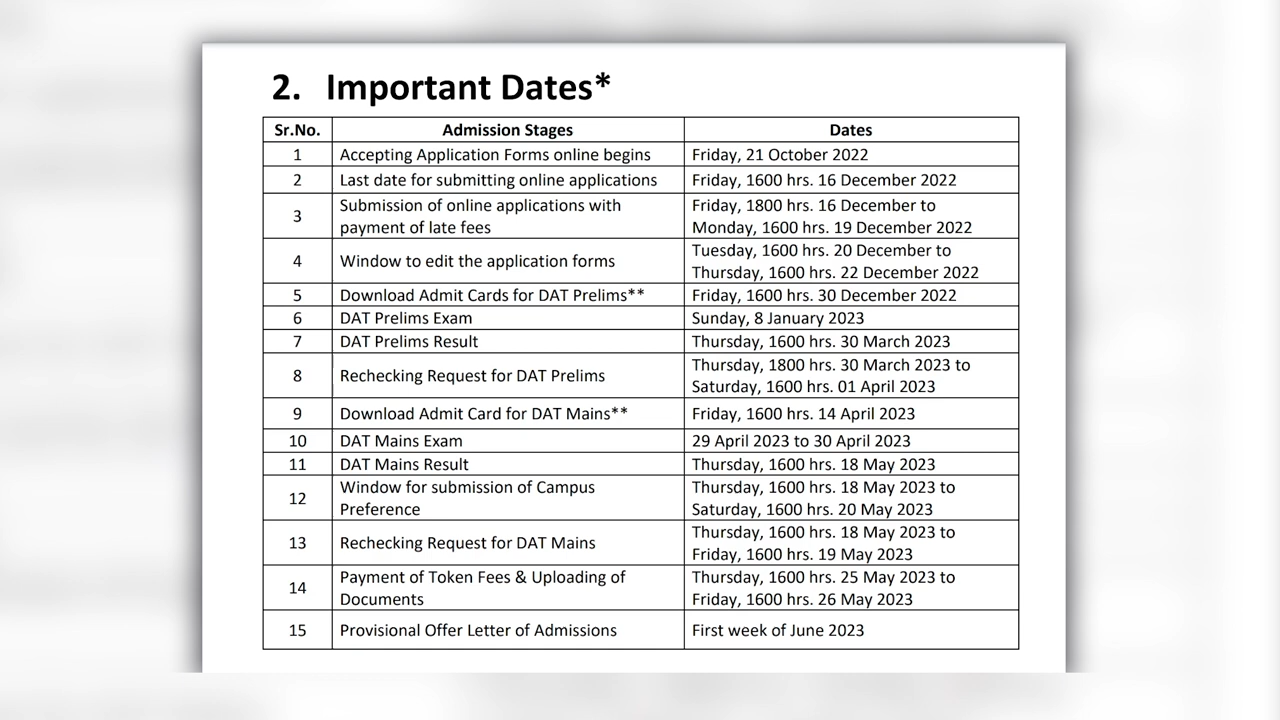 2. Important Dates*
Sr.No. Admission Stages Dates
1 Accepting Application Forms online begins Friday, 21 October 2022
2 Last date for submitting online applications Friday, 1600 hrs. 16 December 2022
3 Submission of online applications with payment of late fees Friday, 1800 hrs. 16 December to Monday, 1600 hrs. 19 December 2022
4 Window to edit the application forms Tuesday, 1600 hrs. 20 December to Thursday, 1600 hrs. 22 December 2022
5 Download Admit Cards for DAT Prelims** Friday, 1600 hrs. 30 December 2022
6 DAT Prelims Exam Sunday, 8 January 2023
7 DAT Prelims Result Thursday, 1600 hrs. 30 March 2023
8 Rechecking Request for DAT Prelims Thursday, 1800 hrs. 30 March 2023 to Saturday, 1600 hrs. 01 April 2023
9 Download Admit Card for DAT Mains** Friday, 1600 hrs. 14 April 2023
10 DAT Mains Exam 29 April 2023 to 30 April 2023
11 DAT Mains Result Thursday, 1600 hrs. 18 May 2023
12 Window for submission of Campus Preference Thursday, 1600 hrs. 18 May 2023 to Saturday, 1600 hrs. 20 May 2023
13 Rechecking Request for DAT Mains Thursday, 1600 hrs. 18 May 2023 to Friday, 1600 hrs. 19 May 2023
14 Payment of Token Fees & Uploading of Documents Thursday, 1600 hrs. 25 May 2023 to Friday, 1600 hrs. 26 May 2023
15 Provisional Offer Letter of Admissions First week of June 2023